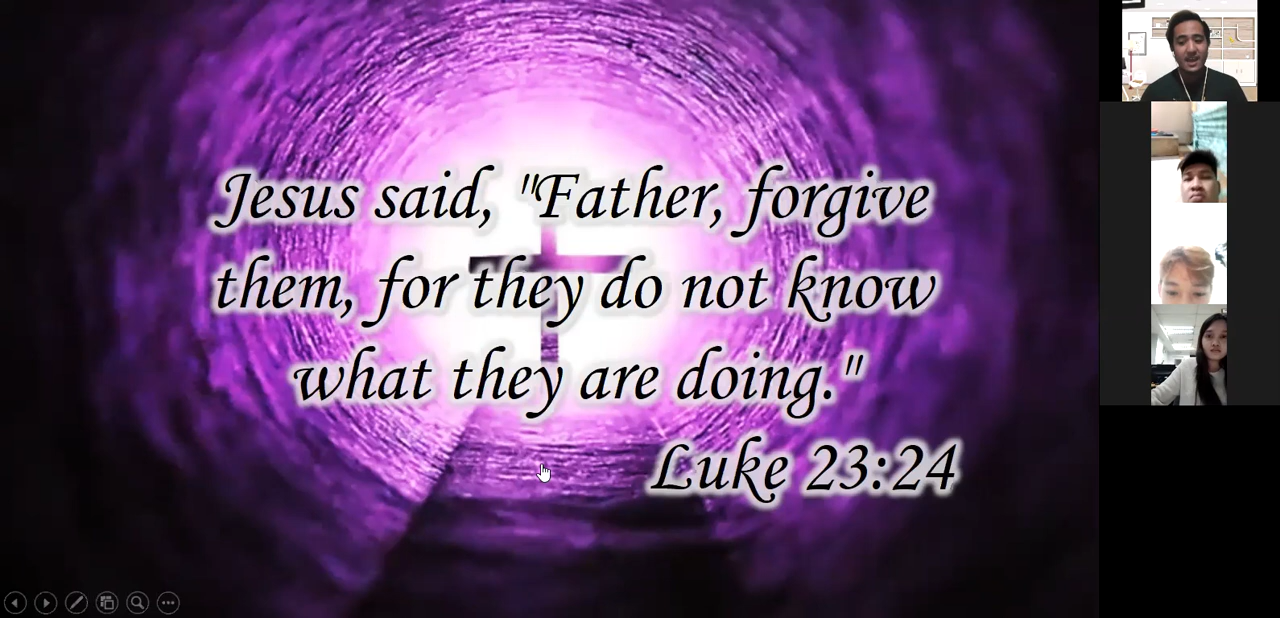 Jesus said, "Father, forgive
them, for they do not know
what they are doing."
Luke 23:24